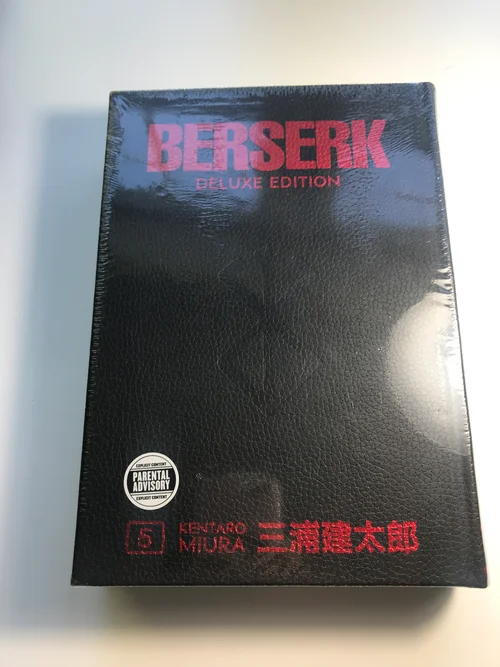 BERSERK
DELUXE EDITION
EXPLICIT CONTENT
PARENTAL
ADVISORY
EXPLICIT CONTENT
5
KENTARO
MIURA
三浦建太郎